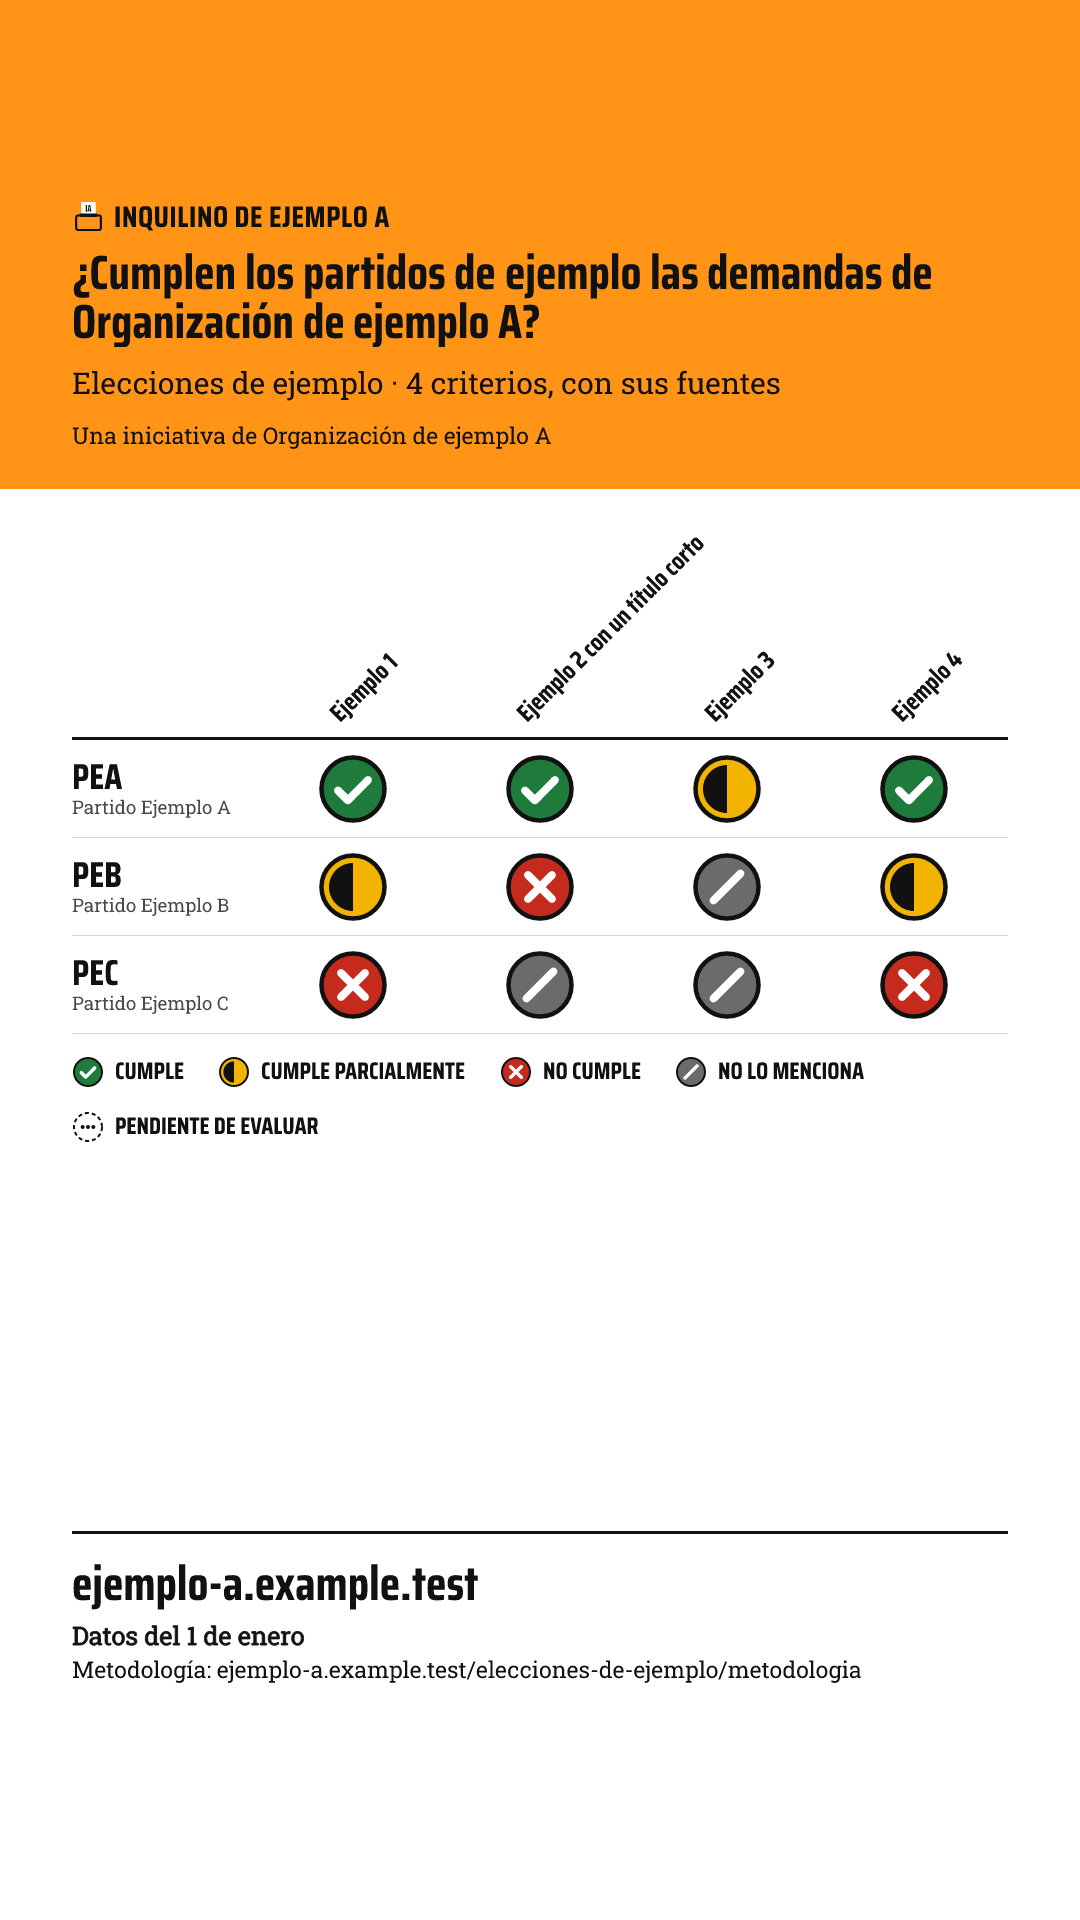 IA
INQUILINO DE EJEMPLO A
¿Cumplen los partidos de ejemplo las demandas de
Organización de ejemplo A?
Elecciones de ejemplo · 4 criterios, con sus fuentes
Una iniciativa de Organización de ejemplo A
Ejemplo 1
Ejemplo 2 con un título corto
Ejemplo 3
Ejemplo 4
PEA
Partido Ejemplo A
PEB
Partido Ejemplo B
PEC
Partido Ejemplo C
CUMPLE CUMPLE PARCIALMENTE NO CUMPLE NO LO MENCIONA
PENDIENTE DE EVALUAR
ejemplo-a.example.test
Datos del 1 de enero
Metodología: ejemplo-a.example.test/elecciones-de-ejemplo/metodologia